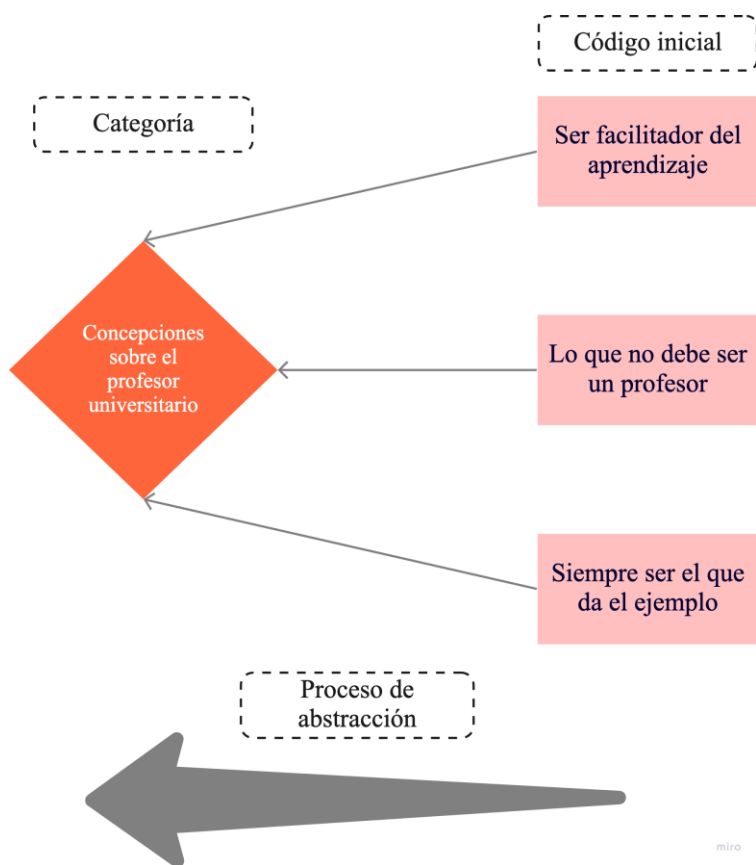 Código inicial
Categoría
Ser facilitador del
aprendizaje
Concepciones
sobre el
profesor
universitario
Lo que no debe ser
un profesor
Siempre ser el que
da el ejemplo
Proceso de
abstracción
miro